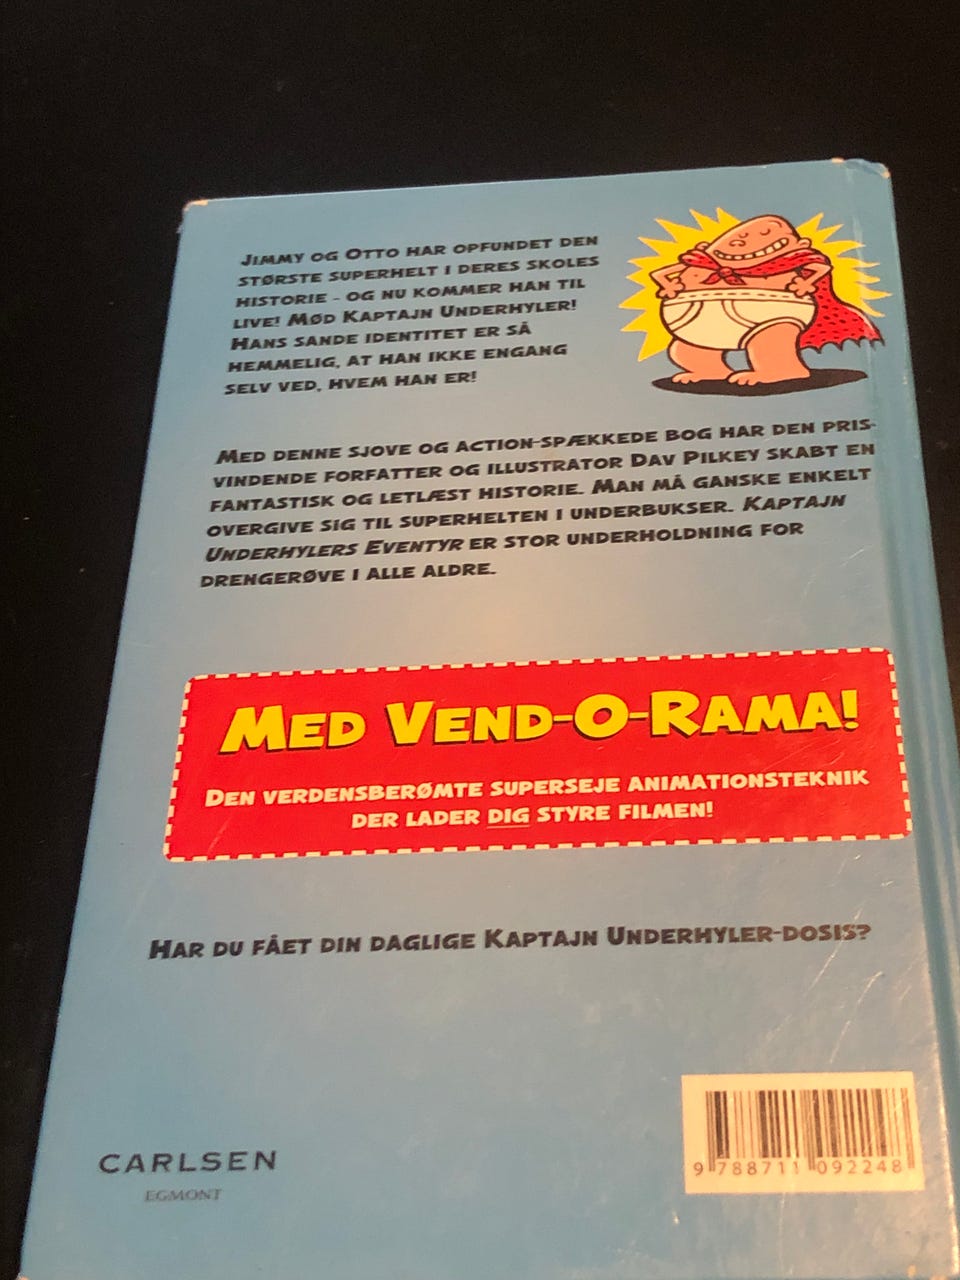 Jimmy og Otto har opfundet den
største superhelt i deres skoles
historie - og nu kommer han til
live! Mød Kaptajn Underhyler!
Hans sande identitet er så
hemmelig, at han ikke engang
selv ved, hvem han er!
Med denne sjove og action-spækkede bog har den pris-
vindende forfatter og illustrator Dav Pilkey skabt en
fantastisk og letlæst historie. Man må ganske enkelt
overgive sig til superhelten i underbukser. Kaptajn
Underhylers Eventyr er stor underholdning for
drengerøve i alle aldre.
Med Vend-O-Rama!
Den verdensberømte superseje animationsteknik
der lader dig styre filmen!
Har du fået din daglige Kaptajn Underhyler-dosis?
CARLSEN
EGMONT
9 788711 092248